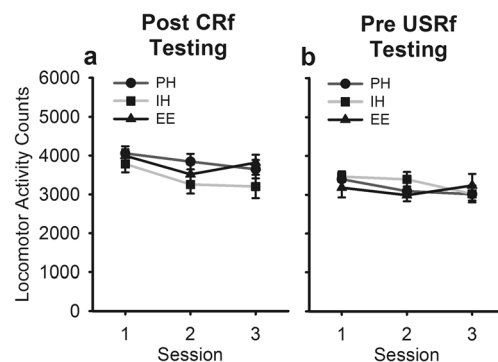 Post CRf
Testing
Pre USRf
Testing
a
b
PH
IH
EE
PH
IH
EE
Locomotor Activity Counts
6000
5000
4000
3000
2000
1000
0
1 2 3
1 2 3
Session
Session